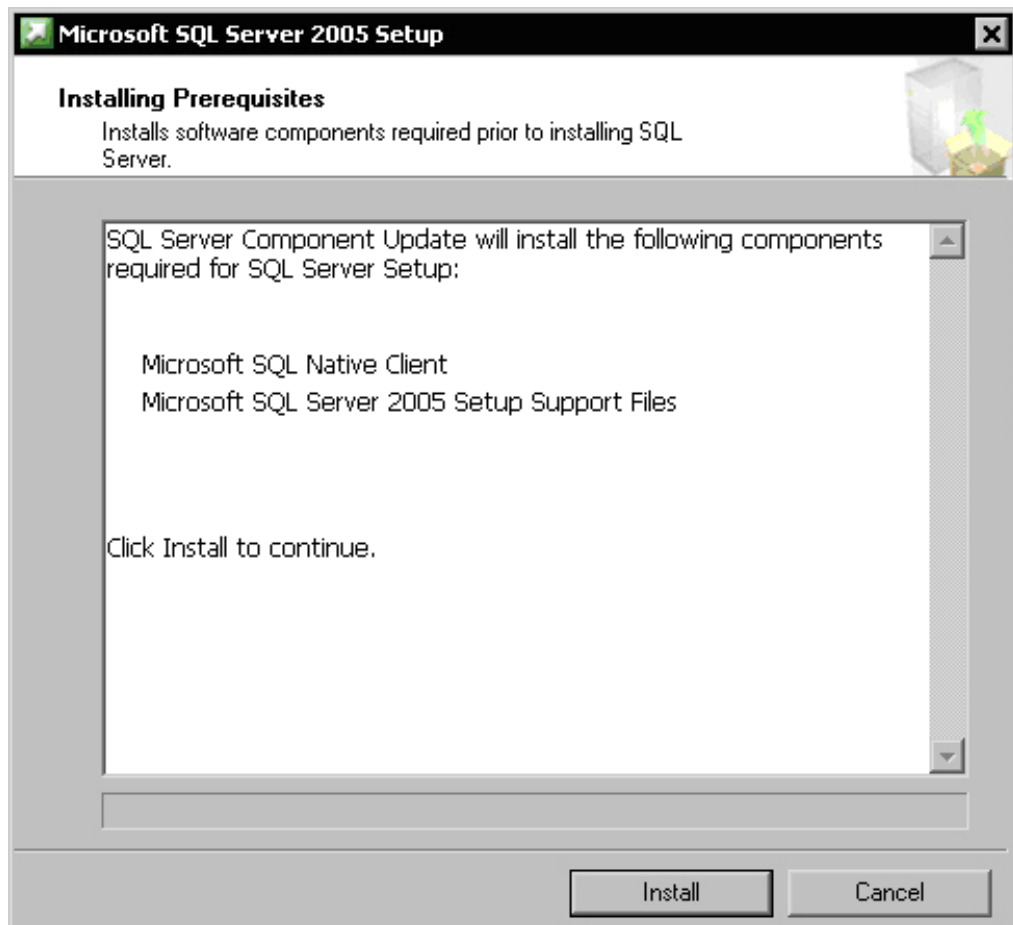 Microsoft SQL Server 2005 Setup
Installing Prerequisites
Installs software components required prior to installing SQL
Server.
SQL Server Component Update will install the following components
required for SQL Server Setup:
Microsoft SQL Native Client
Microsoft SQL Server 2005 Setup Support Files
Click Install to continue.
Install
Cancel